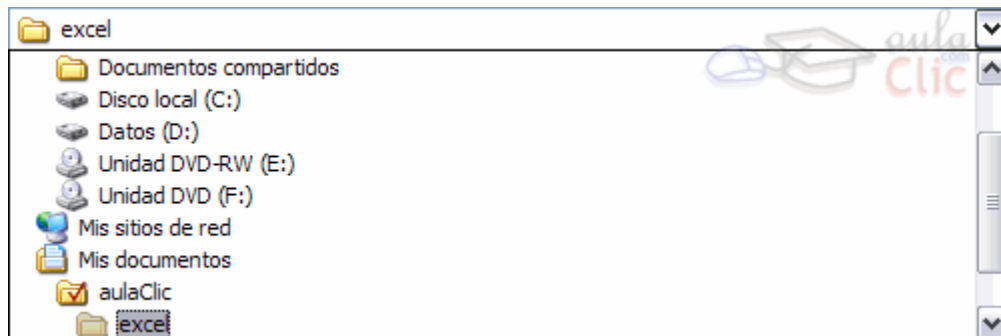 excel
aula
.com
Clic
Documentos compartidos
Disco local (C:)
Datos (D:)
Unidad DVD-RW (E:)
Unidad DVD (F:)
Mis sitios de red
Mis documentos
aulaClic
excel